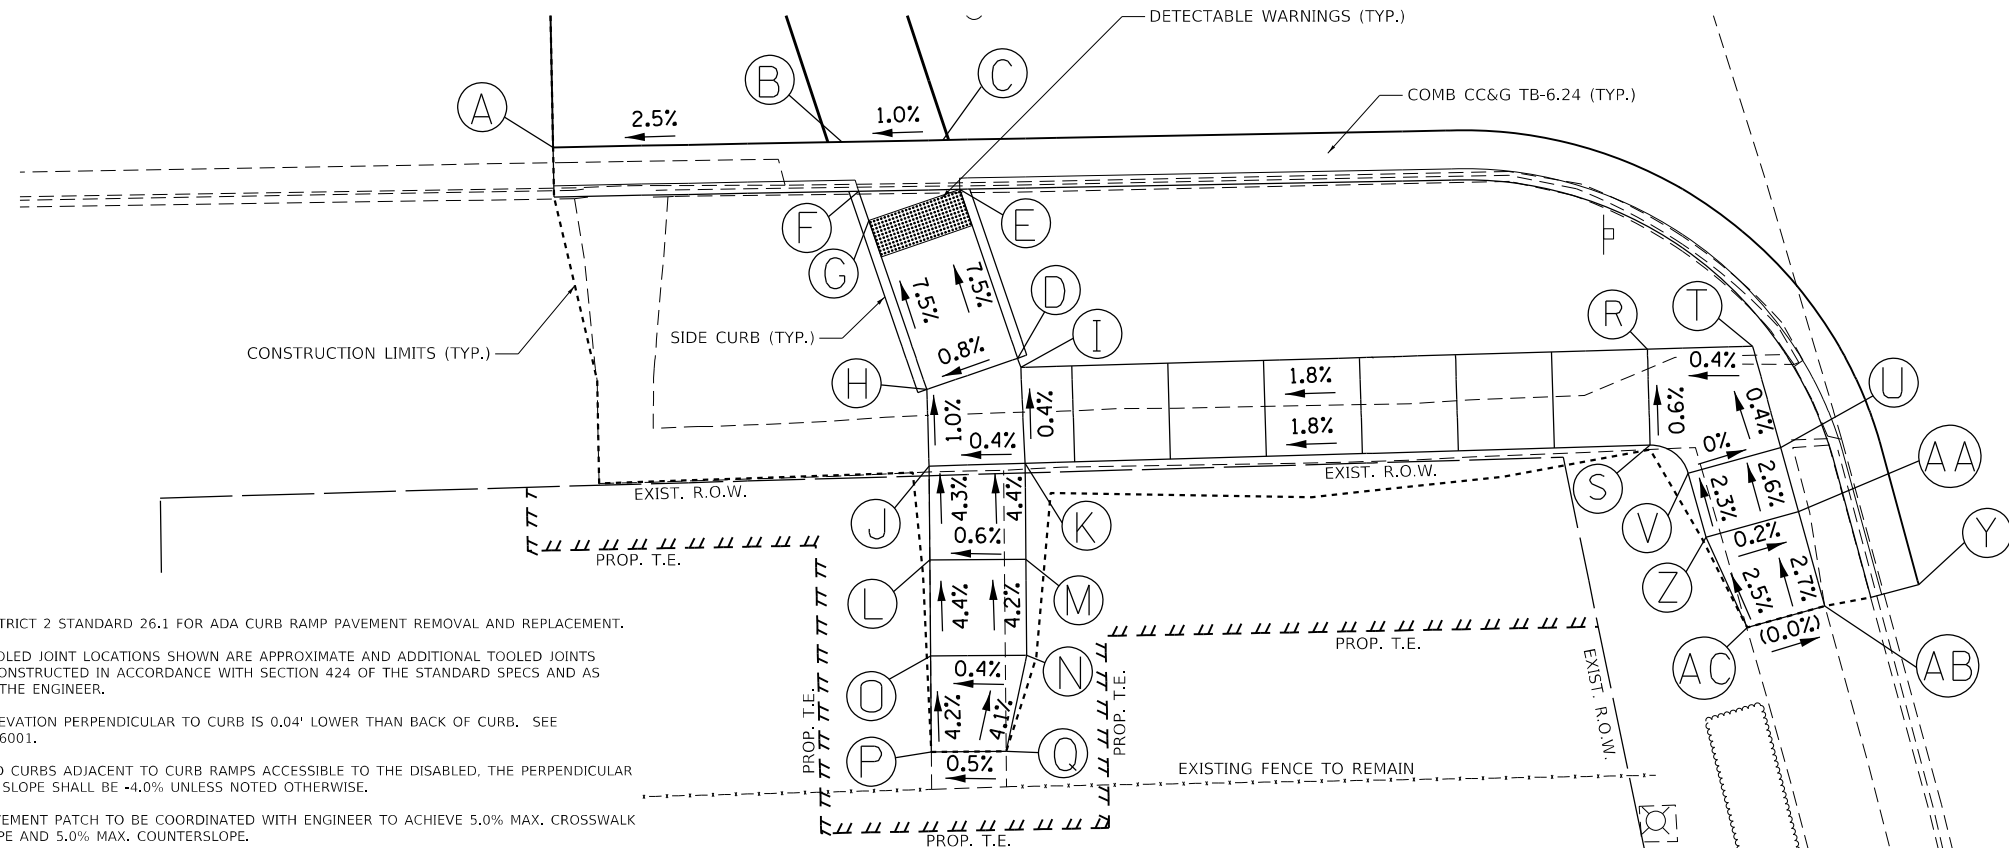 DETECTABLE WARNINGS (TYP.)
A
B
C
2.5%
1.0%
COMB CC&G TB-6.24 (TYP.)
F
E
G
D
7.5%
7.5%
SIDE CURB (TYP.)
CONSTRUCTION LIMITS (TYP.)
0.8%
H
I
R
T
U
1.0%
0.4%
0.4%
1.8%
1.8%
0.6%
0.4%
0.4%
0%
EXIST. R.O.W.
EXIST. R.O.W.
J
K
S
V
AA
Y
4.3%
4.4%
0.6%
2.3%
2.6%
0.2%
PROP. T.E.
L
M
Z
4.4%
4.2%
2.5%
2.7%
(0.0%)
PROP. T.E.
AC
AB
O
N
0.4%
4.2%
4.1%
P
Q
0.5%
PROP. T.E.
PROP. T.E.
EXIST. R.O.W.
EXISTING FENCE TO REMAIN
PROP. T.E.
TRICT 2 STANDARD 26.1 FOR ADA CURB RAMP PAVEMENT REMOVAL AND REPLACEMENT.
OLED JOINT LOCATIONS SHOWN ARE APPROXIMATE AND ADDITIONAL TOOLED JOINTS
ONSTRUCTED IN ACCORDANCE WITH SECTION 424 OF THE STANDARD SPECS AND AS
THE ENGINEER.
EVATION PERPENDICULAR TO CURB IS 0.04' LOWER THAN BACK OF CURB. SEE
6001.
D CURBS ADJACENT TO CURB RAMPS ACCESSIBLE TO THE DISABLED, THE PERPENDICULAR
SLOPE SHALL BE -4.0% UNLESS NOTED OTHERWISE.
VEMENT PATCH TO BE COORDINATED WITH ENGINEER TO ACHIEVE 5.0% MAX. CROSSWALK
PE AND 5.0% MAX. COUNTERSLOPE.